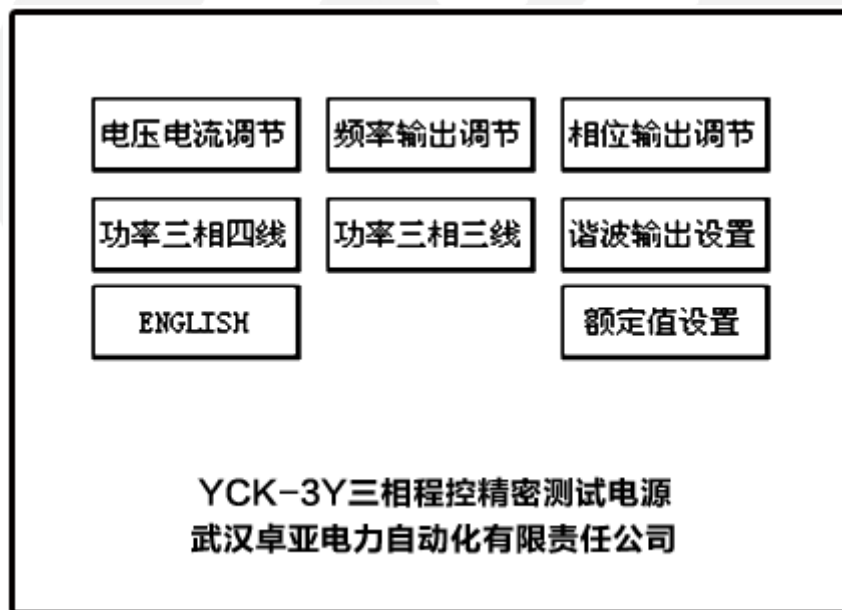 电压电流调节 频率输出调节 相位输出调节
功率三相四线 功率三相三线 谐波输出设置
ENGLISH 额定值设置
YCK-3Y三相程控精密测试电源
武汉卓亚电力自动化有限责任公司